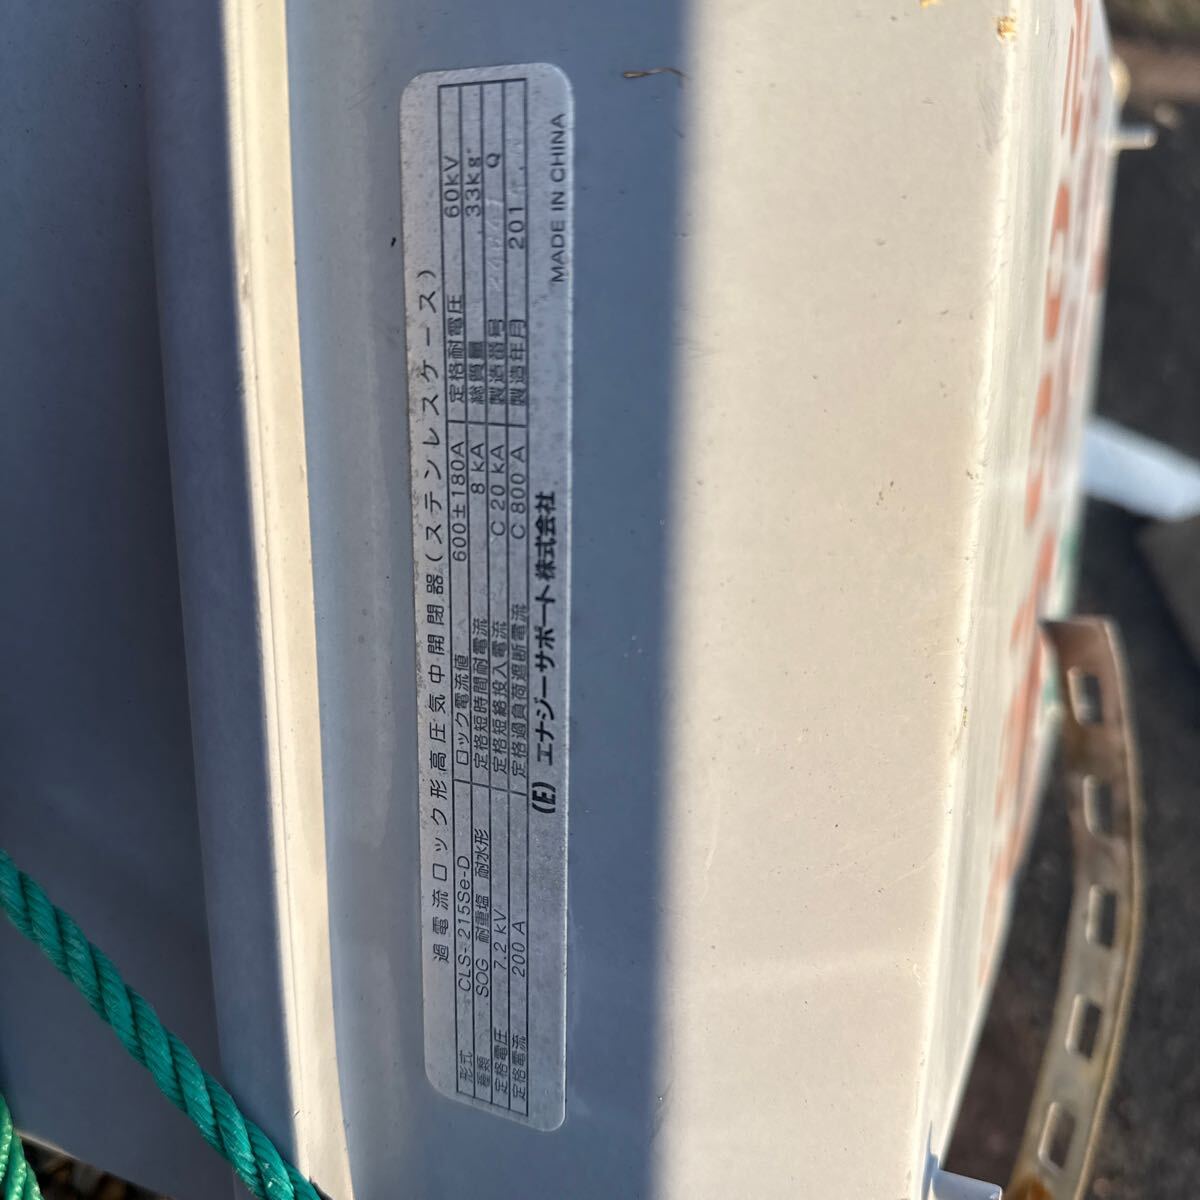 過電流ロック形高圧気中開閉器(ステンレスケース)
形式 CLS-215Se-D ロック電流値 600±180A 定格耐電圧 60kV
種類 SOG 耐重塩 耐水形 定格短時間耐電流 8 kA 総質量 33Kg
定格電圧 7.2 kV 定格短絡投入電流 C 20 kA 製造番号 Q
定格電流 200 A 定格過負荷遮断電流 C 800 A 製造年月 201
(E) エナジーサポート株式会社
MADE IN CHINA